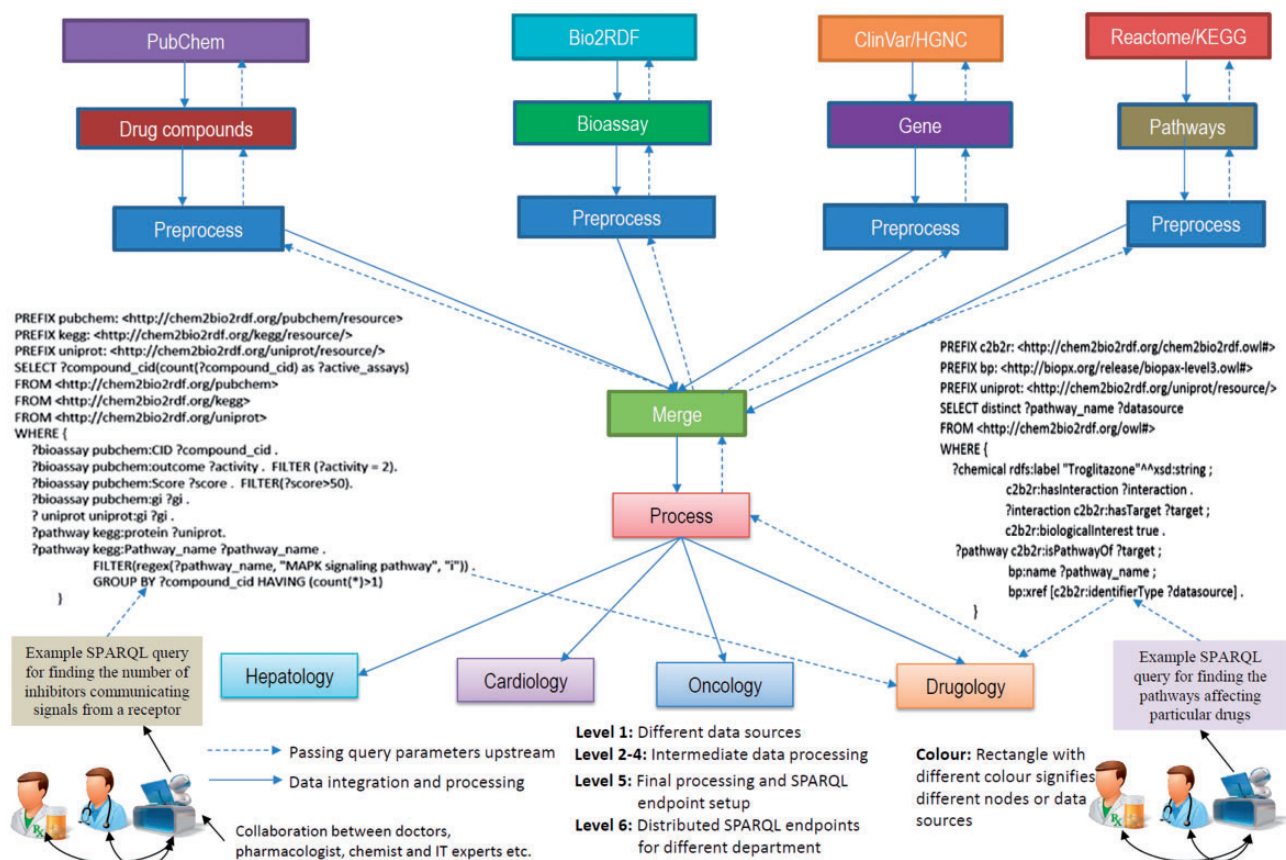 PubChem
Bio2RDF
ClinVar/HGNC
Reactome/KEGG
Drug compounds
Bioassay
Gene
Pathways
Preprocess
Preprocess
Preprocess
Preprocess
PREFIX pubchem: <http://chem2bio2rdf.org/pubchem/resource>
PREFIX kegg: <http://chem2bio2rdf.org/kegg/resource/>
PREFIX uniprot: <http://chem2bio2rdf.org/uniprot/resource/>
SELECT ?compound_cid(count(?compound_cid) as ?active_assays)
FROM <http://chem2bio2rdf.org/pubchem>
FROM <http://chem2bio2rdf.org/kegg>
FROM <http://chem2bio2rdf.org/uniprot>
WHERE {
?bioassay pubchem:CID ?compound_cid .
?bioassay pubchem:outcome ?activity . FILTER (?activity = 2).
?bioassay pubchem:Score ?score . FILTER(?score>50).
?bioassay pubchem:gi ?gi .
? uniprot uniprot:gi ?gi .
?pathway kegg:protein ?uniprot.
?pathway kegg:Pathway_name ?pathway_name .
FILTER(regex(?pathway_name, "MAPK signaling pathway", "i")) .
GROUP BY ?compound_cid HAVING (count(*)>1)
}
Merge
Process
PREFIX c2b2r: <http://chem2bio2rdf.org/chem2bio2rdf.owl#>
PREFIX bp: <http://biopx.org/release/biopax-level3.owl#>
PREFIX uniprot: <http://chem2bio2rdf.org/uniprot/resource/>
SELECT distinct ?pathway_name ?datasource
FROM <http://chem2bio2rdf.org/owl#>
WHERE {
?chemical rdfs:label "Troglitazone"^^xsd:string ;
c2b2r:hasInteraction ?interaction .
?interaction c2b2r:hasTarget ?target ;
c2b2r:biologicalInterest true .
?pathway c2b2r:isPathwayOf ?target ;
bp:name ?pathway_name ;
bp:xref [c2b2r:identifierType ?datasource] .
}
Example SPARQL query
for finding the number of
inhibitors communicating
signals from a receptor
Hepatology
Cardiology
Oncology
Drugology
Example SPARQL
query for finding the
pathways affecting
particular drugs
Passing query parameters upstream
Data integration and processing
Level 1: Different data sources
Level 2-4: Intermediate data processing
Level 5: Final processing and SPARQL
endpoint setup
Level 6: Distributed SPARQL endpoints
for different department
Colour: Rectangle with
different colour signifies
different nodes or data
sources
Rx
Collaboration between doctors,
pharmacologist, chemist and IT experts etc.
Rx